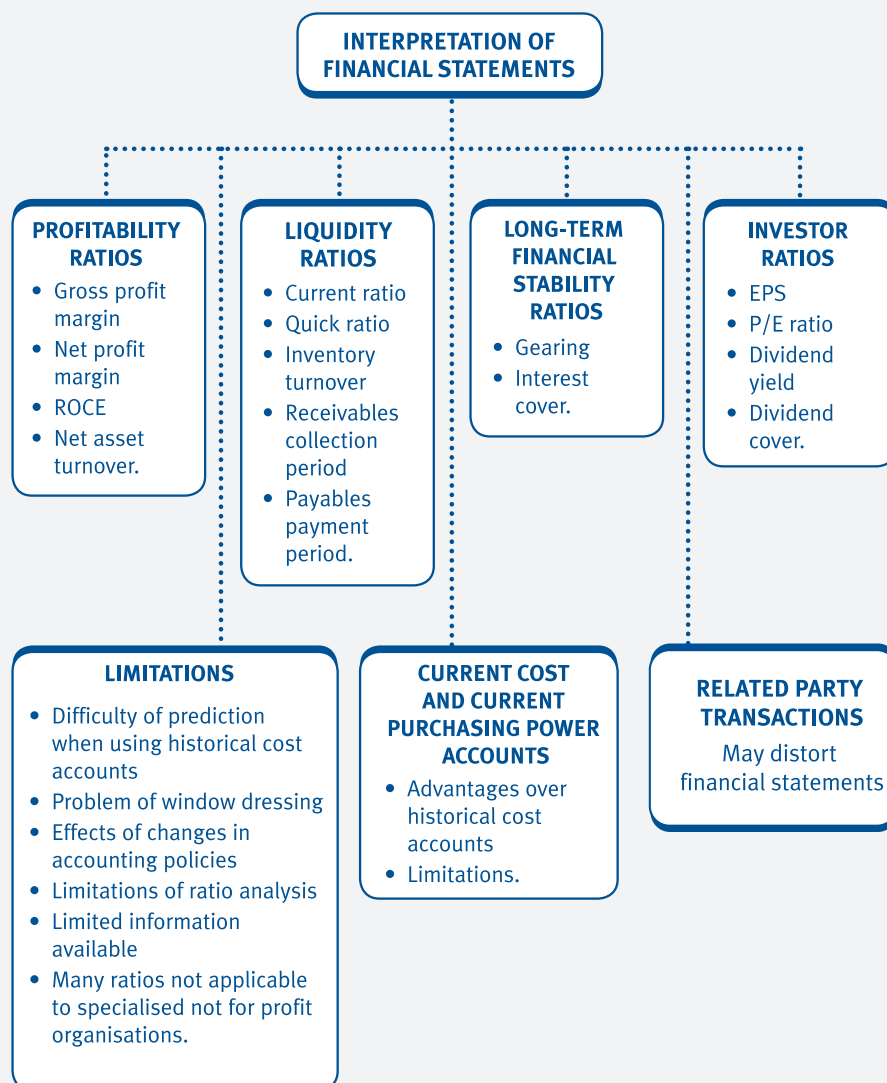 INTERPRETATION OF
FINANCIAL STATEMENTS
PROFITABILITY
RATIOS
• Gross profit
margin
• Net profit
margin
• ROCE
• Net asset
turnover.
LIQUIDITY
RATIOS
• Current ratio
• Quick ratio
• Inventory
turnover
• Receivables
collection
period
• Payables
payment
period.
LONG-TERM
FINANCIAL
STABILITY
RATIOS
• Gearing
• Interest
cover.
INVESTOR
RATIOS
• EPS
• P/E ratio
• Dividend
yield
• Dividend
cover.
LIMITATIONS
• Difficulty of prediction
when using historical cost
accounts
• Problem of window dressing
• Effects of changes in
accounting policies
• Limitations of ratio analysis
• Limited information
available
• Many ratios not applicable
to specialised not for profit
organisations.
CURRENT COST
AND CURRENT
PURCHASING POWER
ACCOUNTS
• Advantages over
historical cost
accounts
• Limitations.
RELATED PARTY
TRANSACTIONS
May distort
financial statements